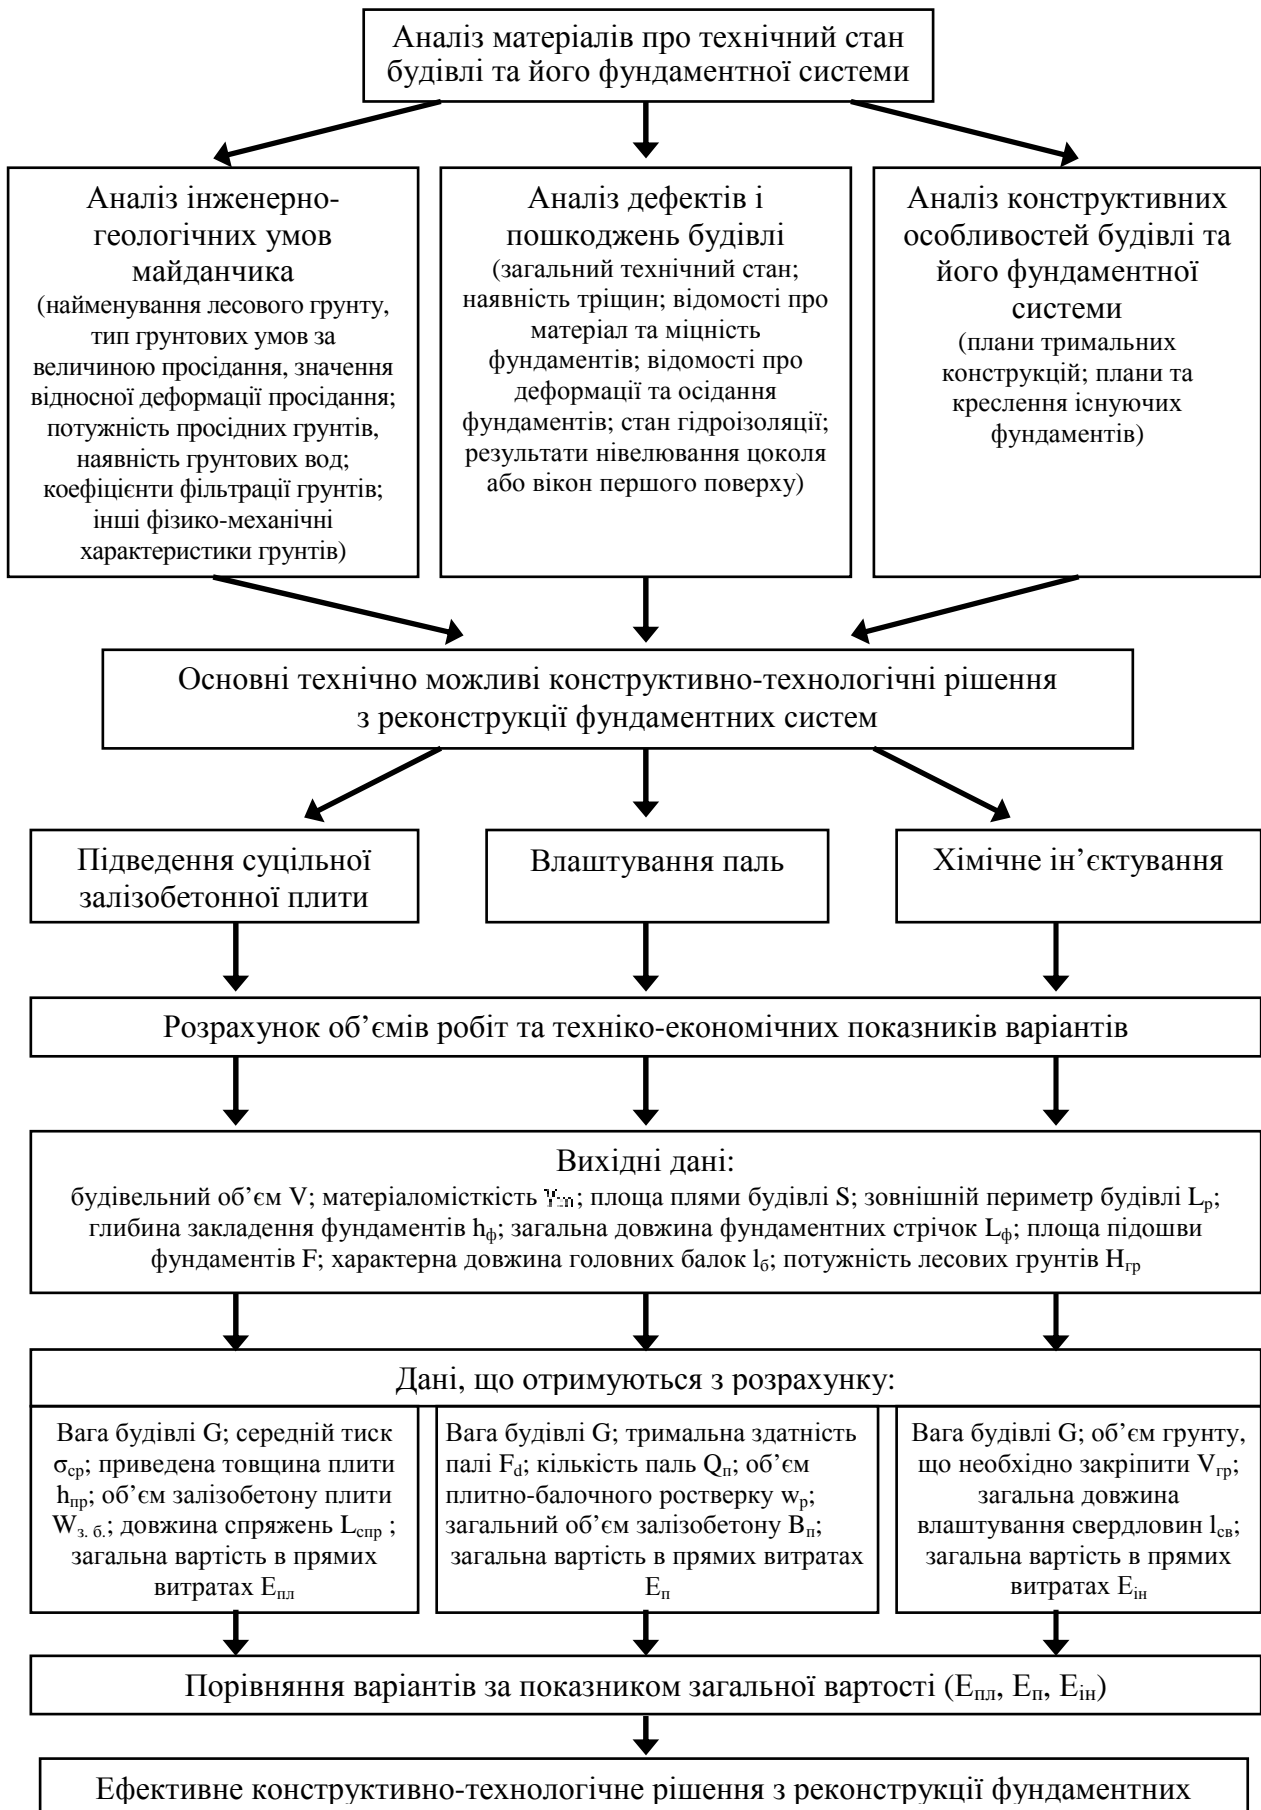 Аналіз матеріалів про технічний стан
будівлі та його фундаментної системи
Аналіз інженерно-
геологічних умов
майданчика
(найменування лесового грунту,
тип грунтових умов за
величиною просідання, значення
відносної деформації просідання;
потужність просідних грунтів,
наявність грунтових вод;
коефіцієнти фільтрації грунтів;
інші фізико-механічні
характеристики грунтів)
Аналіз дефектів і
пошкоджень будівлі
(загальний технічний стан;
наявність тріщин; відомості про
матеріал та міцність
фундаментів; відомості про
деформації та осідання
фундаментів; стан гідроізоляції;
результати нівелювання цоколя
або вікон першого поверху)
Аналіз конструктивних
особливостей будівлі та
його фундаментної
системи
(плани тримальних
конструкцій; плани та
креслення існуючих
фундаментів)
Основні технічно можливі конструктивно-технологічні рішення
з реконструкції фундаментних систем
Підведення суцільної
залізобетонної плити
Влаштування паль
Хімічне ін’єктування
Розрахунок об’ємів робіт та техніко-економічних показників варіантів
Вихідні дані:
будівельний об’єм V; матеріаломісткість ; площа плями будівлі S; зовнішній периметр будівлі Lр;
глибина закладення фундаментів hф; загальна довжина фундаментних стрічок Lф; площа підошви
фундаментів F; характерна довжина головних балок lб; потужність лесових грунтів Hгр
Дані, що отримуються з розрахунку:
Вага будівлі G; середній тиск
σср; приведена товщина плити
hпр; об’єм залізобетону плити
Wз. б.; довжина спряжень Lспр ;
загальна вартість в прямих
витратах Eпл
Вага будівлі G; тримальна здатність
палі Fd; кількість паль Qп; об’єм
плитно-балочного ростверку wр;
загальний об’єм залізобетону Bп;
загальна вартість в прямих витратах
Eп
Вага будівлі G; об’єм грунту,
що необхідно закріпити Vгр;
загальна довжина
влаштування свердловин lсв;
загальна вартість в прямих
витратах Eін
Порівняння варіантів за показником загальної вартості (Eпл, Eп, Eін)
Ефективне конструктивно-технологічне рішення з реконструкції фундаментних